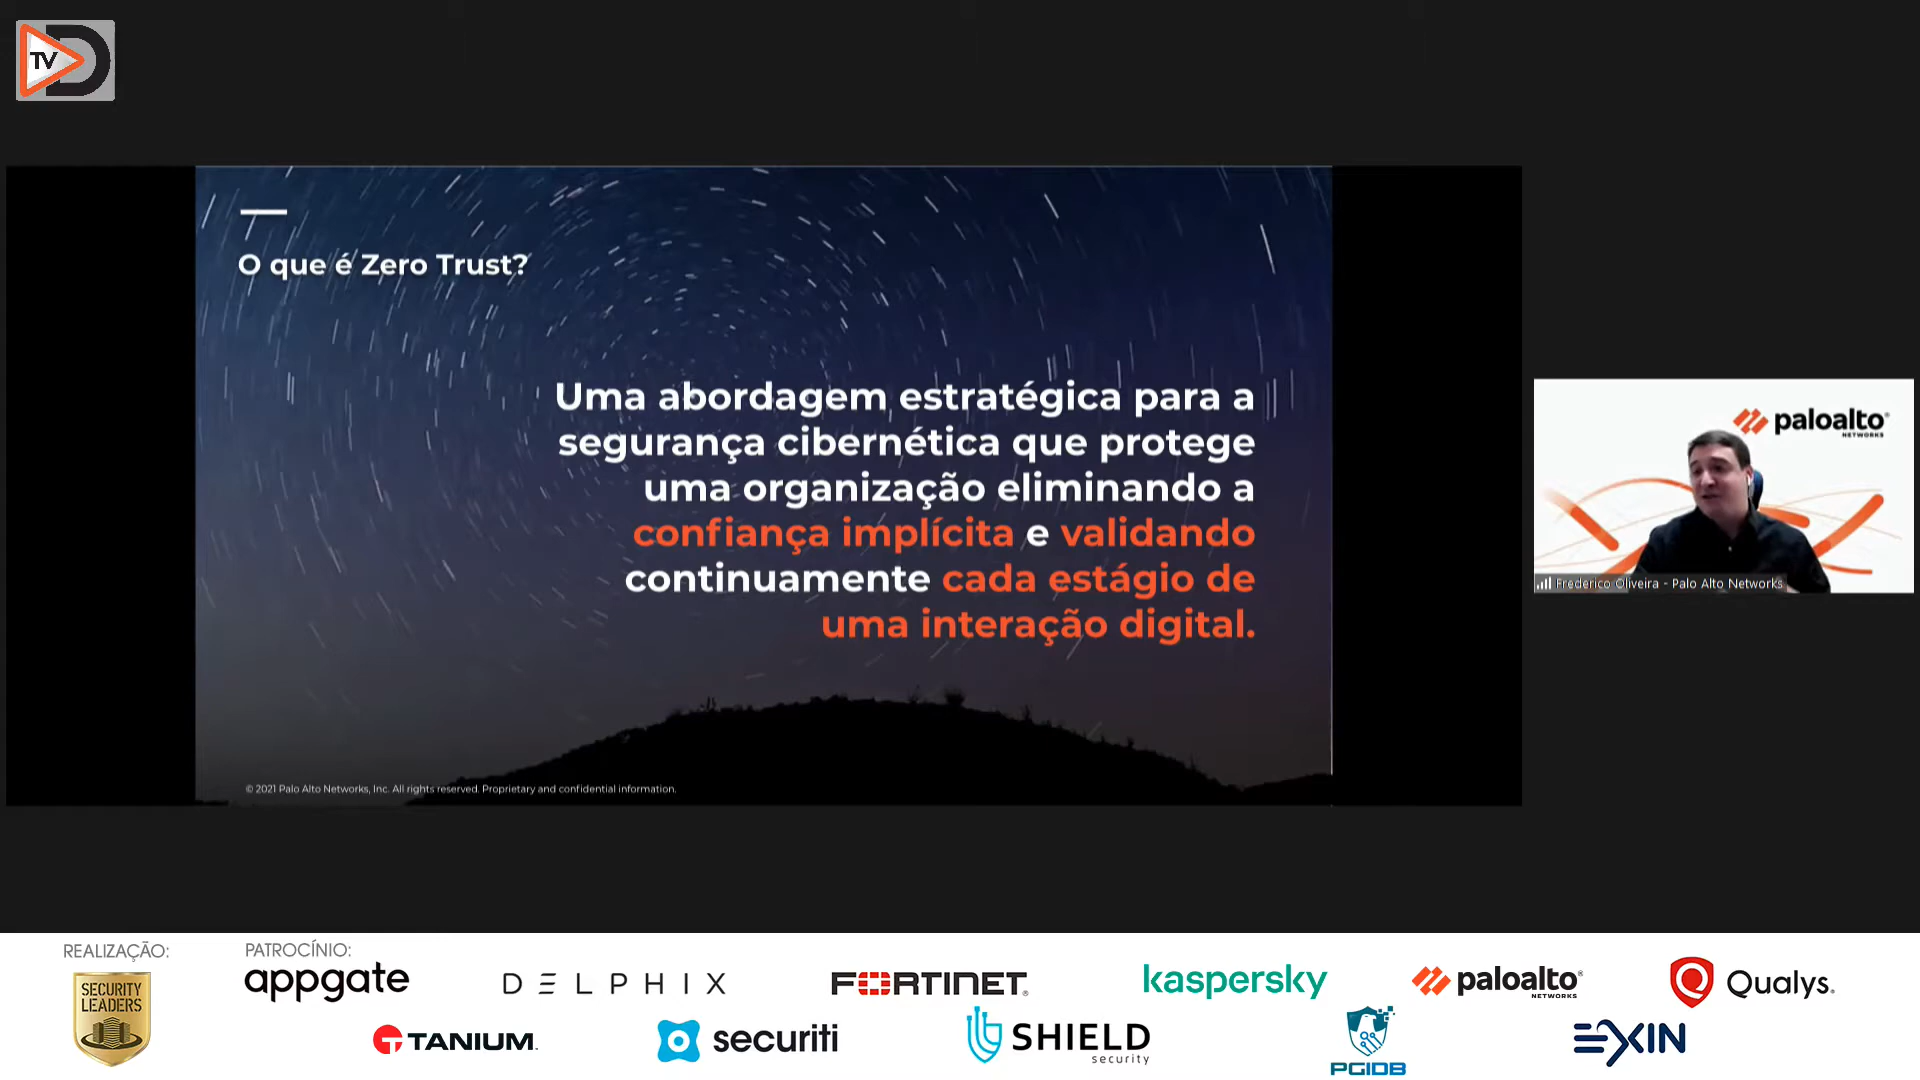 TV D
O que é Zero Trust?
Uma abordagem estratégica para a
segurança cibernética que protege
uma organização eliminando a
confiança implícita e validando
continuamente cada estágio de
uma interação digital.
© 2021 Palo Alto Networks, Inc. All rights reserved. Proprietary and confidential information.
paloalto®
NETWORKS
Frederico Oliveira - Palo Alto Networks
REALIZAÇÃO:
SECURITY
LEADERS
PATROCÍNIO:
appgate
DELPHIX
FORTINET®
kaspersky
paloalto®
NETWORKS
Qualys.
TANIUM.
securiti
SHIELD
security
PGIDB
EXIN